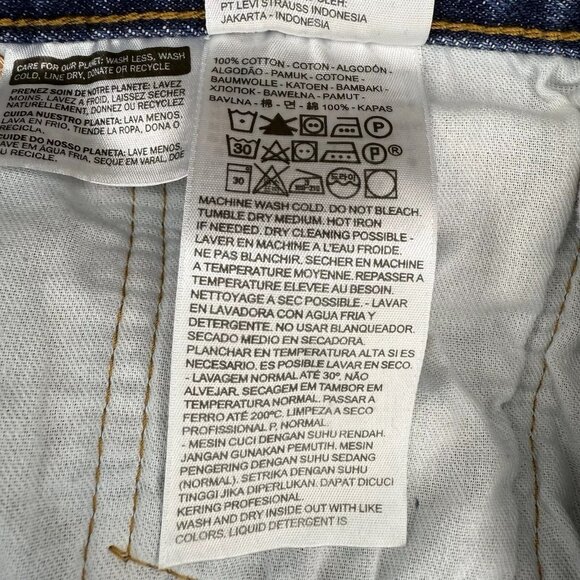 OLEH:
PT LEVI STRAUSS INDONESIA
JAKARTA - INDONESIA
CARE FOR OUR PLANET: WASH LESS, WASH
COLD, LINE DRY, DONATE OR RECYCLE
PRENEZ SOIN DE NOTRE PLANETE: LAVEZ
MOINS, LAVEZ A FROID, LAISSEZ SÉCHER
NATURELLEMENT, DONNEZ OU RECYCLEZ
CUIDA NUESTRO PLANETA: LAVA MENOS,
LAVA EN FRIO, TIENDE LA ROPA, DONA O
RECICLA.
CUIDE DO NOSSO PLANETA: LAVE MENOS,
LAVE EM ÁGUA FRIA, SEQUE EM VARAL, DOE
OU RECICLE.
100% COTTON - COTON - ALGODÓN -
ALGODÃO - PAMUK - COTONE -
BAUMWOLLE - KATOEN - BAMBAKI -
ХЛОПОК - BAWEŁNA - PAMUT -
BAVLNA - 棉 - 면 - 綿 100% - KAPAS
P
30 P®
30 드라이
MACHINE WASH COLD. DO NOT BLEACH.
TUMBLE DRY MEDIUM. HOT IRON
IF NEEDED. DRY CLEANING POSSIBLE -
LAVER EN MACHINE A L'EAU FROIDE.
NE PAS BLANCHIR. SECHER EN MACHINE
A TEMPERATURE MOYENNE. REPASSER A
TEMPERATURE ELEVEE AU BESOIN.
NETTOYAGE A SEC POSSIBLE - LAVAR
EN LAVADORA CON AGUA FRIA Y
DETERGENTE. NO USAR BLANQUEADOR.
SECADO MEDIO EN SECADORA.
PLANCHAR EN TEMPERATURA ALTA SI ES
NECESARIO. ES POSIBLE LAVAR EN SECO.
- LAVAGEM NORMAL ATÉ 30º, NÃO
ALVEJAR. SECAGEM EM TAMBOR EM
TEMPERATURA NORMAL. PASSAR A
FERRO ATÉ 200ºC. LIMPEZA A SECO
PROFISSIONAL P, NORMAL.
- MESIN CUCI DENGAN SUHU RENDAH.
JANGAN GUNAKAN PEMUTIH. MESIN
PENGERING DENGAN SUHU SEDANG
(NORMAL). SETRIKA DENGAN SUHU
TINGGI JIKA DIPERLUKAN. DAPAT DICUCI
KERING PROFESIONAL.
WASH AND DRY INSIDE OUT WITH LIKE
COLORS. LIQUID DETERGENT IS